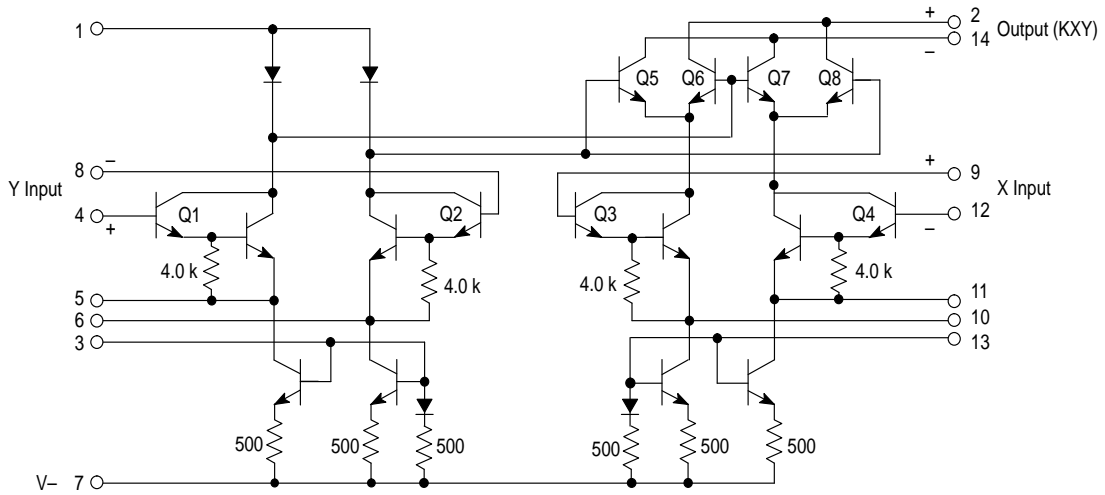 1
+ 2
14 Output (KXY)
–
Q5 Q6 Q7 Q8
8 –
+ 9
Y Input
X Input
4 Q1 Q2 Q3 Q4 12
+
–
4.0 k 4.0 k 4.0 k 4.0 k
5 11
6 10
3 13
500 500 500 500 500 500
V– 7